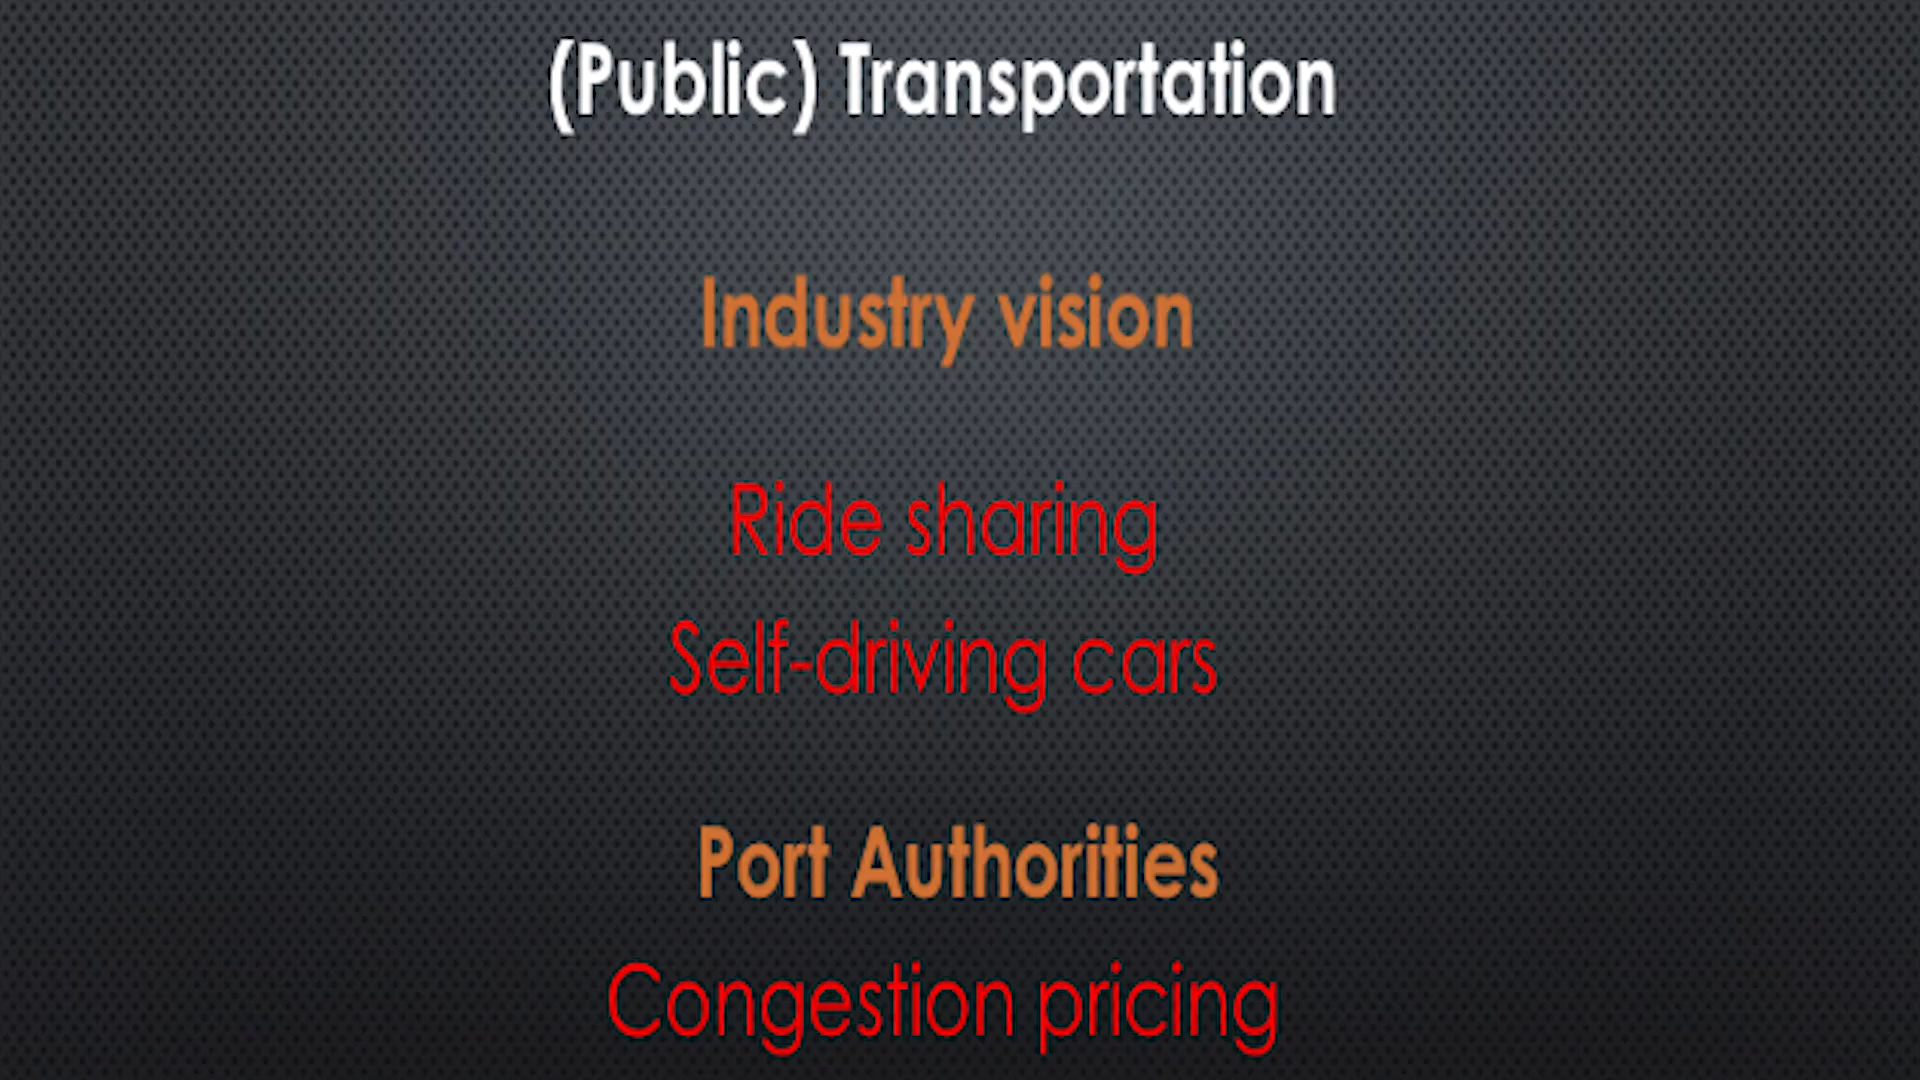 (Public) Transportation
Industry vision
Ride sharing
Self-driving cars
Port Authorities
Congestion pricing